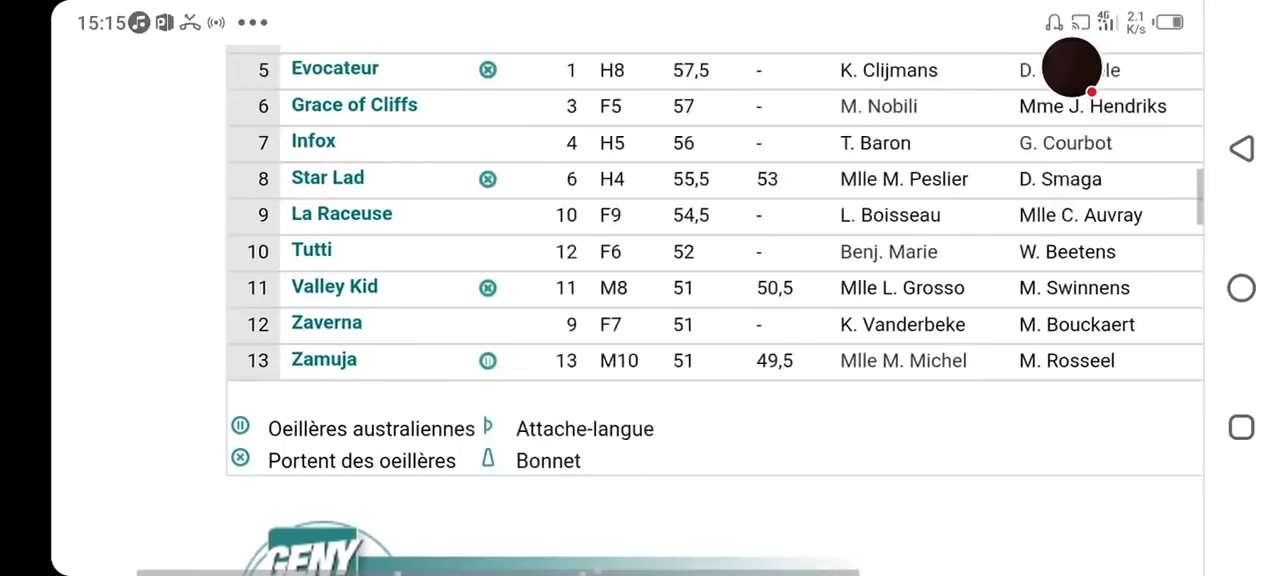 15:15 4G 2.1 K/s
5 Evocateur 1 H8 57,5 - K. Clijmans D.
6 Grace of Cliffs 3 F5 57 - M. Nobili Mme J. Hendriks
7 Infox 4 H5 56 - T. Baron G. Courbot
8 Star Lad 6 H4 55,5 53 Mlle M. Peslier D. Smaga
9 La Raceuse 10 F9 54,5 - L. Boisseau Mlle C. Auvray
10 Tutti 12 F6 52 - Benj. Marie W. Beetens
11 Valley Kid 11 M8 51 50,5 Mlle L. Grosso M. Swinnens
12 Zaverna 9 F7 51 - K. Vanderbeke M. Bouckaert
13 Zamuja 13 M10 51 49,5 Mlle M. Michel M. Rosseel
Oeillères australiennes Attache-langue
Portent des oeillères Bonnet
GENY